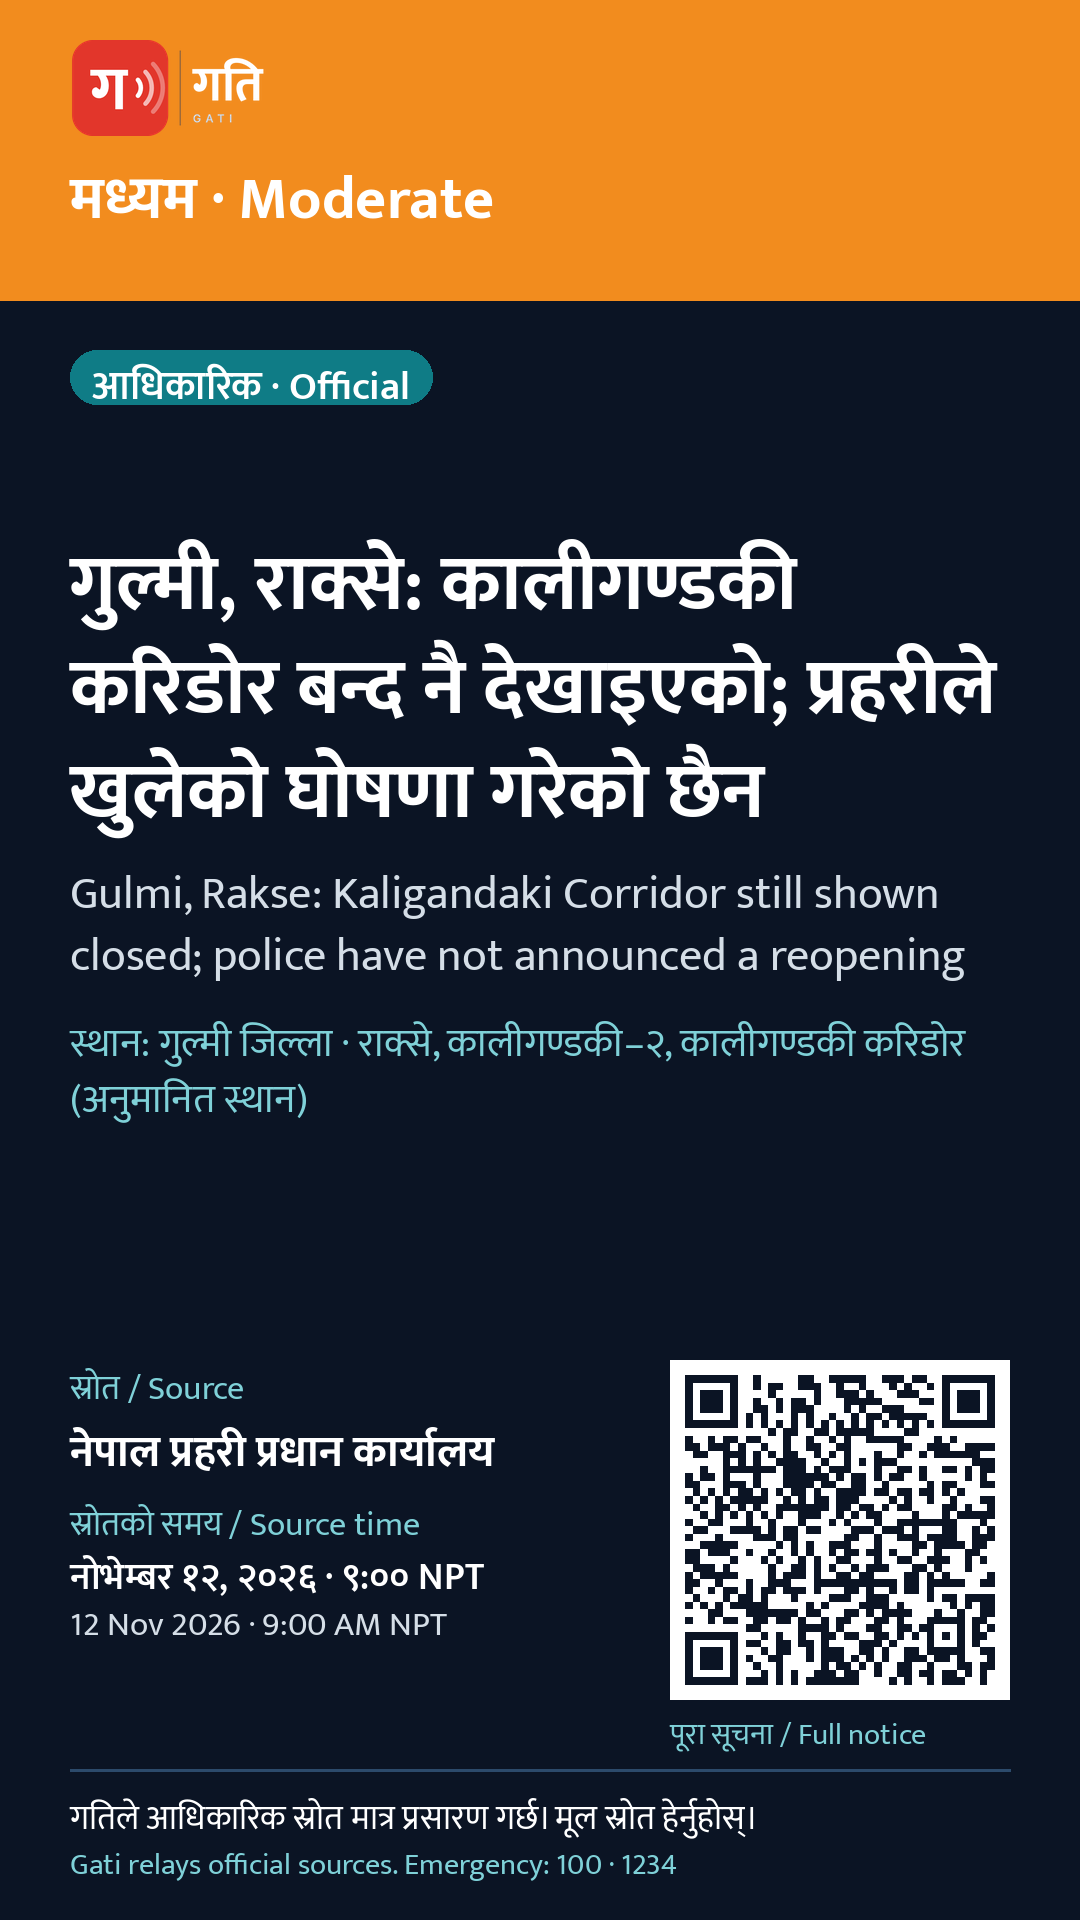 ग
गति
GATI
मध्यम · Moderate
आधिकारिक · Official
गुल्मी, राक्से: कालीगण्डकी
करिडोर बन्द नै देखाइएको; प्रहरीले
खुलेको घोषणा गरेको छैन
Gulmi, Rakse: Kaligandaki Corridor still shown
closed; police have not announced a reopening
स्थान: गुल्मी जिल्ला · राक्से, कालीगण्डकी–२, कालीगण्डकी करिडोर
(अनुमानित स्थान)
स्रोत / Source
नेपाल प्रहरी प्रधान कार्यालय
स्रोतको समय / Source time
नोभेम्बर १२, २०२६ · ९:०० NPT
12 Nov 2026 · 9:00 AM NPT
पूरा सूचना / Full notice
गतिले आधिकारिक स्रोत मात्र प्रसारण गर्छ। मूल स्रोत हेर्नुहोस्।
Gati relays official sources. Emergency: 100 · 1234